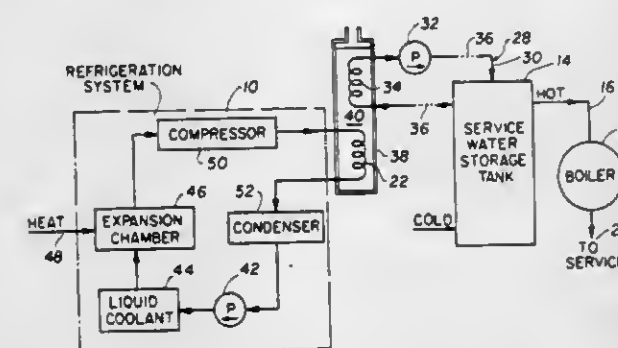 32
P
36
28
30
14
REFRIGERATION
SYSTEM
10
34
HOT
16
COMPRESSOR
50
40
36
SERVICE
WATER
STORAGE
TANK
38
22
BOILER
46
52
HEAT
48
EXPANSION
CHAMBER
CONDENSER
COLD
TO
SERVICE
44
42
LIQUID
COOLANT
P